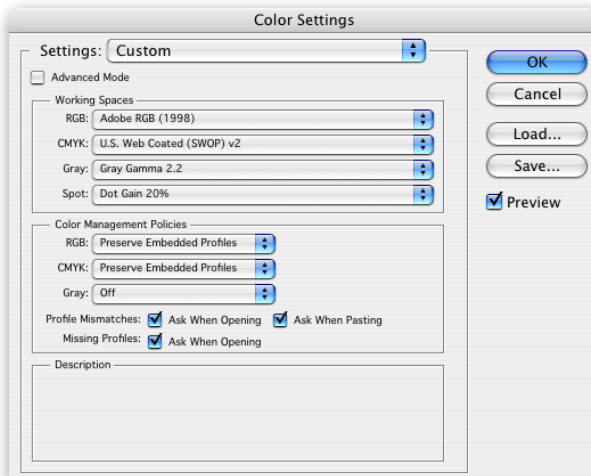 Color Settings
Settings: Custom
OK
Advanced Mode
Cancel
Working Spaces
RGB: Adobe RGB (1998)
CMYK: U.S. Web Coated (SWOP) v2
Load...
Gray: Gray Gamma 2.2
Save...
Spot: Dot Gain 20%
Preview
Color Management Policies
RGB: Preserve Embedded Profiles
CMYK: Preserve Embedded Profiles
Gray: Off
Profile Mismatches: Ask When Opening Ask When Pasting
Missing Profiles: Ask When Opening
Description